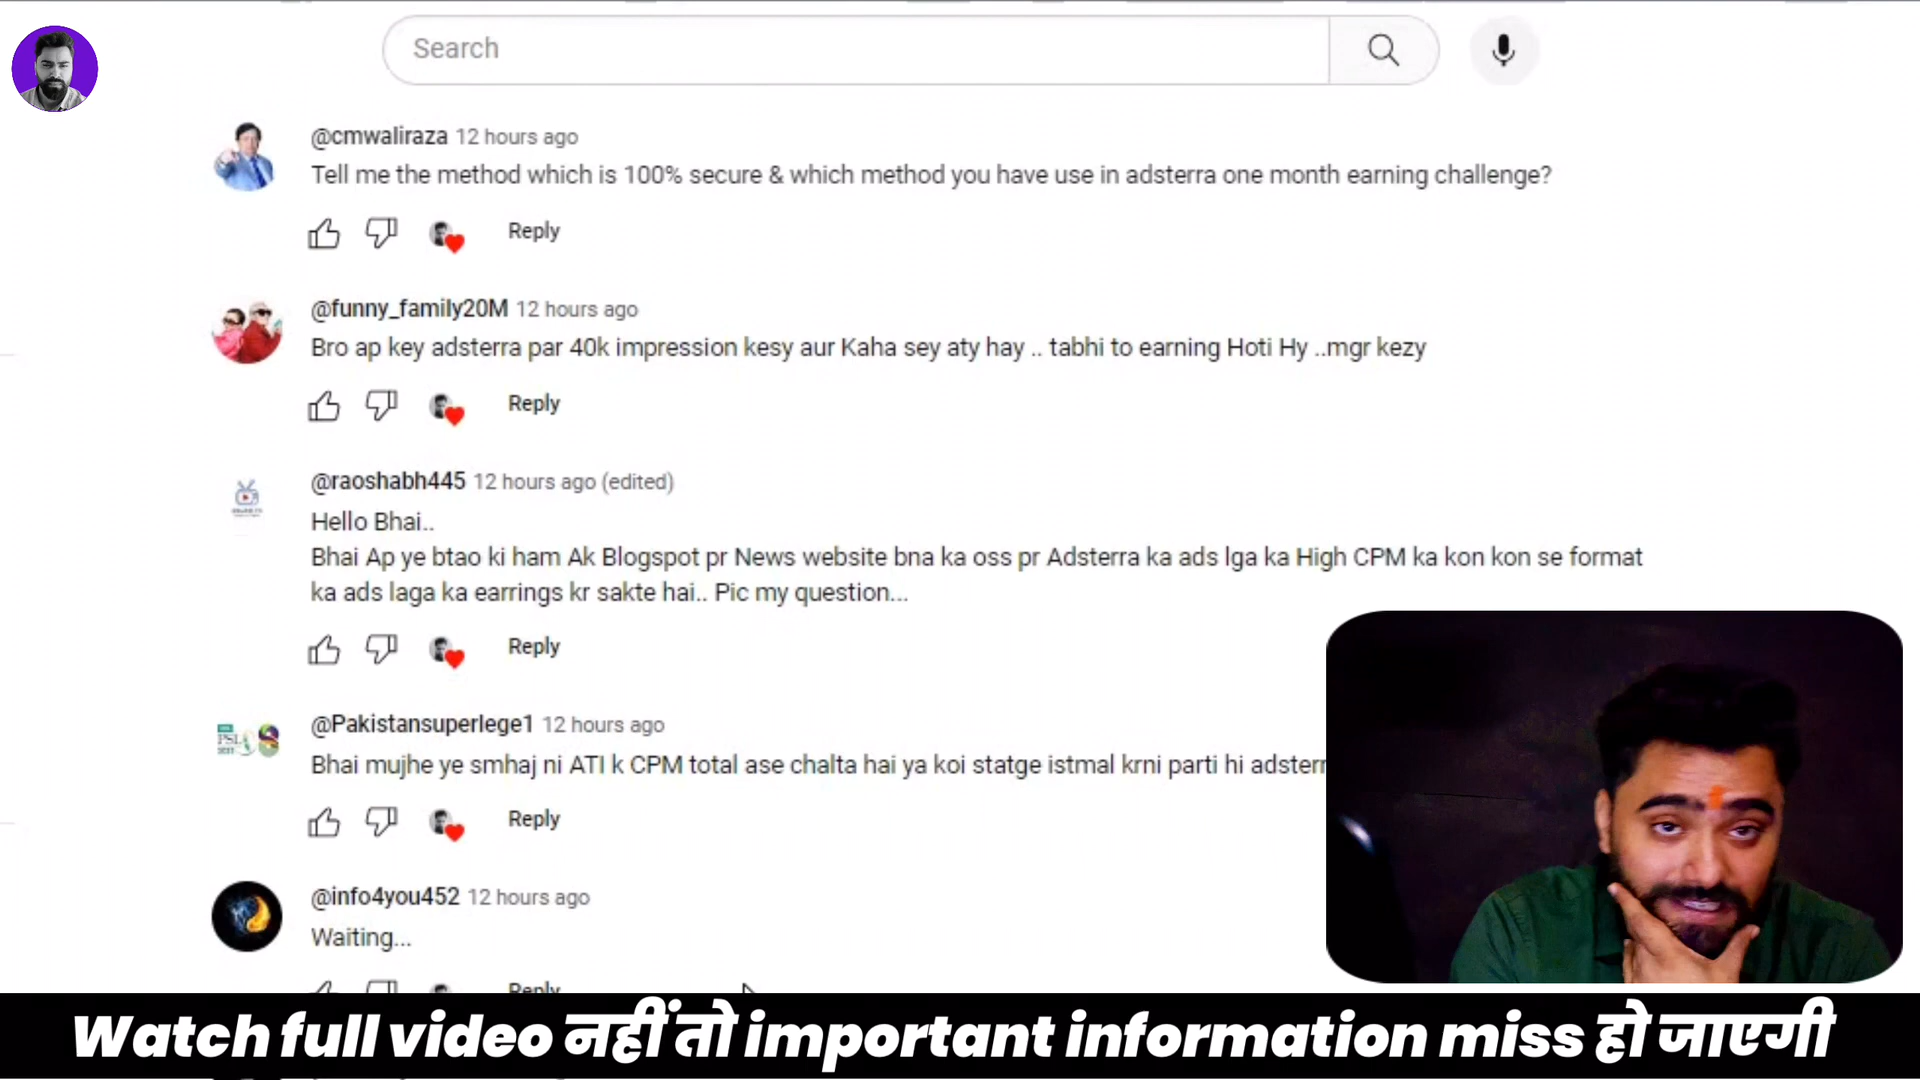 Search
@cmwaliraza 12 hours ago
Tell me the method which is 100% secure & which method you have use in adsterra one month earning challenge?
Reply
@funny_family20M 12 hours ago
Bro ap key adsterra par 40k impression kesy aur Kaha sey aty hay .. tabhi to earning Hoti Hy ..mgr kezy
Reply
@raoshabh445 12 hours ago (edited)
Hello Bhai..
Bhai Ap ye btao ki ham Ak Blogspot pr News website bna ka oss pr Adsterra ka ads lga ka High CPM ka kon kon se format
ka ads laga ka earrings kr sakte hai.. Pic my question...
Reply
PSL
@Pakistansuperlege1 12 hours ago
Bhai mujhe ye smhaj ni ATI k CPM total ase chalta hai ya koi statge istmal krni parti hi adsterr
Reply
@info4you452 12 hours ago
Waiting...
Reply
Watch full video नहीं तो important information miss हो जाएगी